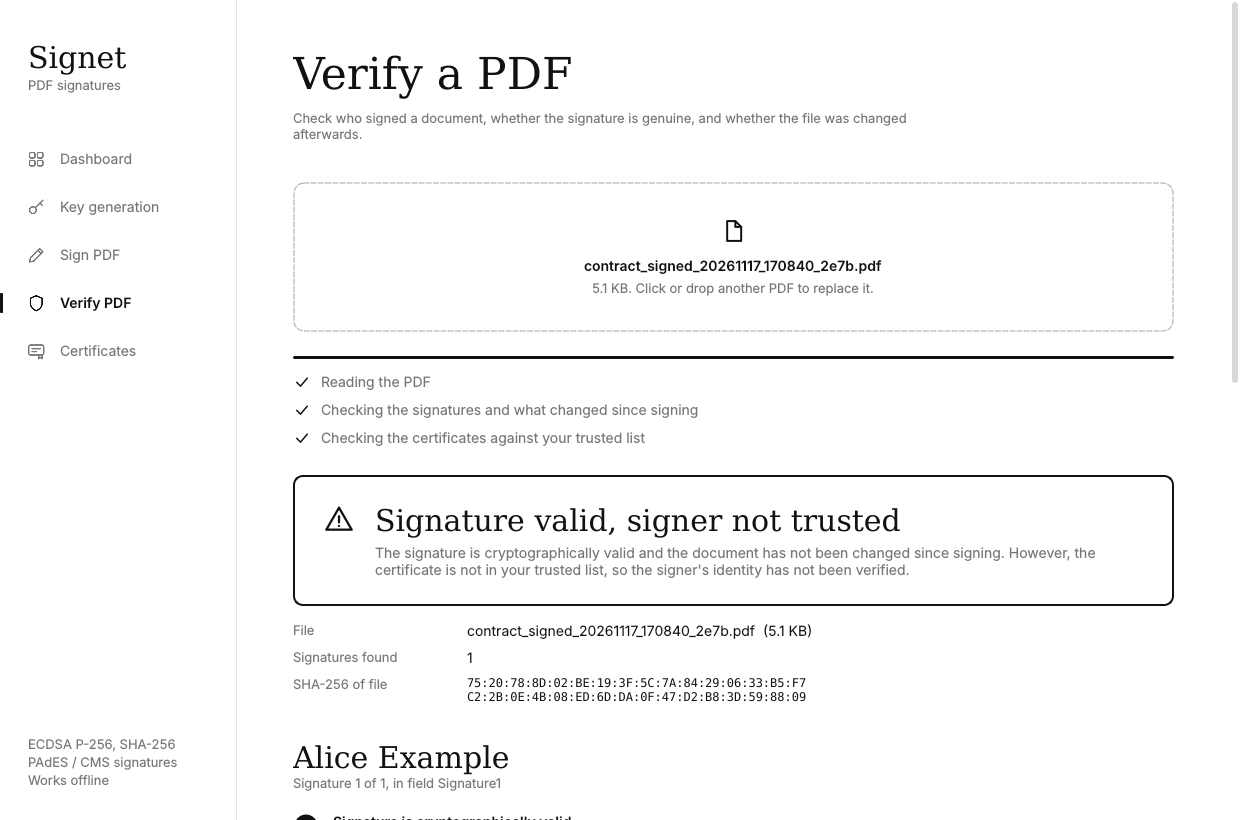 Signet
PDF signatures
Dashboard
Key generation
Sign PDF
Verify PDF
Certificates
ECDSA P-256, SHA-256
PAdES / CMS signatures
Works offline
Verify a PDF
Check who signed a document, whether the signature is genuine, and whether the file was changed
afterwards.
contract_signed_20261117_170840_2e7b.pdf
5.1 KB. Click or drop another PDF to replace it.
Reading the PDF
Checking the signatures and what changed since signing
Checking the certificates against your trusted list
Signature valid, signer not trusted
The signature is cryptographically valid and the document has not been changed since signing. However, the
certificate is not in your trusted list, so the signer's identity has not been verified.
File contract_signed_20261117_170840_2e7b.pdf (5.1 KB)
Signatures found 1
SHA-256 of file 75:20:78:8D:02:BE:19:3F:5C:7A:84:29:06:33:B5:F7
C2:2B:0E:4B:08:ED:6D:DA:0F:47:D2:B8:3D:59:88:09
Alice Example
Signature 1 of 1, in field Signature1
Signature is cryptographically valid